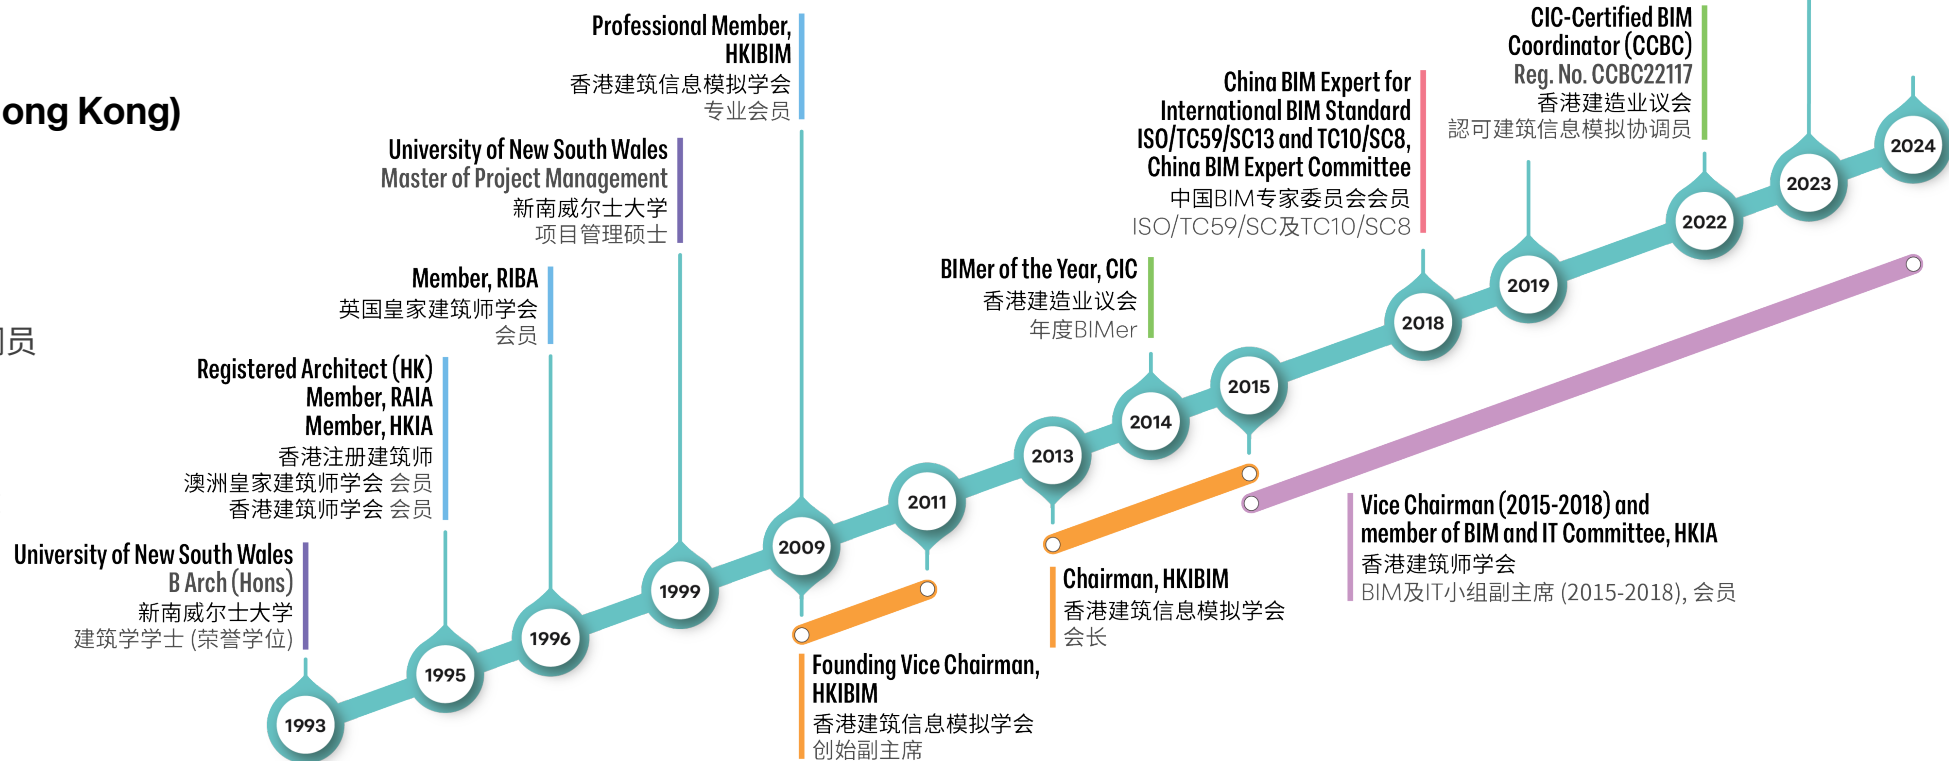 ong Kong)
员
University of New South Wales
B Arch (Hons)
新南威尔士大学
建筑学学士 (荣誉学位)
1993
Registered Architect (HK)
Member, RAIA
Member, HKIA
香港注册建筑师
澳洲皇家建筑师学会 会员
香港建筑师学会 会员
1995
Member, RIBA
英国皇家建筑师学会
会员
1996
University of New South Wales
Master of Project Management
新南威尔士大学
项目管理硕士
1999
Professional Member,
HKIBIM
香港建筑信息模拟学会
专业会员
2009
Founding Vice Chairman,
HKIBIM
香港建筑信息模拟学会
创始副主席
2011
2013
Chairman, HKIBIM
香港建筑信息模拟学会
会长
BIMer of the Year, CIC
香港建造业议会
年度BIMer
2014
2015
Vice Chairman (2015-2018) and
member of BIM and IT Committee, HKIA
香港建筑师学会
BIM及IT小组副主席 (2015-2018), 会员
China BIM Expert for
International BIM Standard
ISO/TC59/SC13 and TC10/SC8,
China BIM Expert Committee
中国BIM专家委员会会员
ISO/TC59/SC及TC10/SC8
2018
2019
CIC-Certified BIM
Coordinator (CCBC)
Reg. No. CCBC22117
香港建造业议会
認可建筑信息模拟协调员
2022
2023
2024